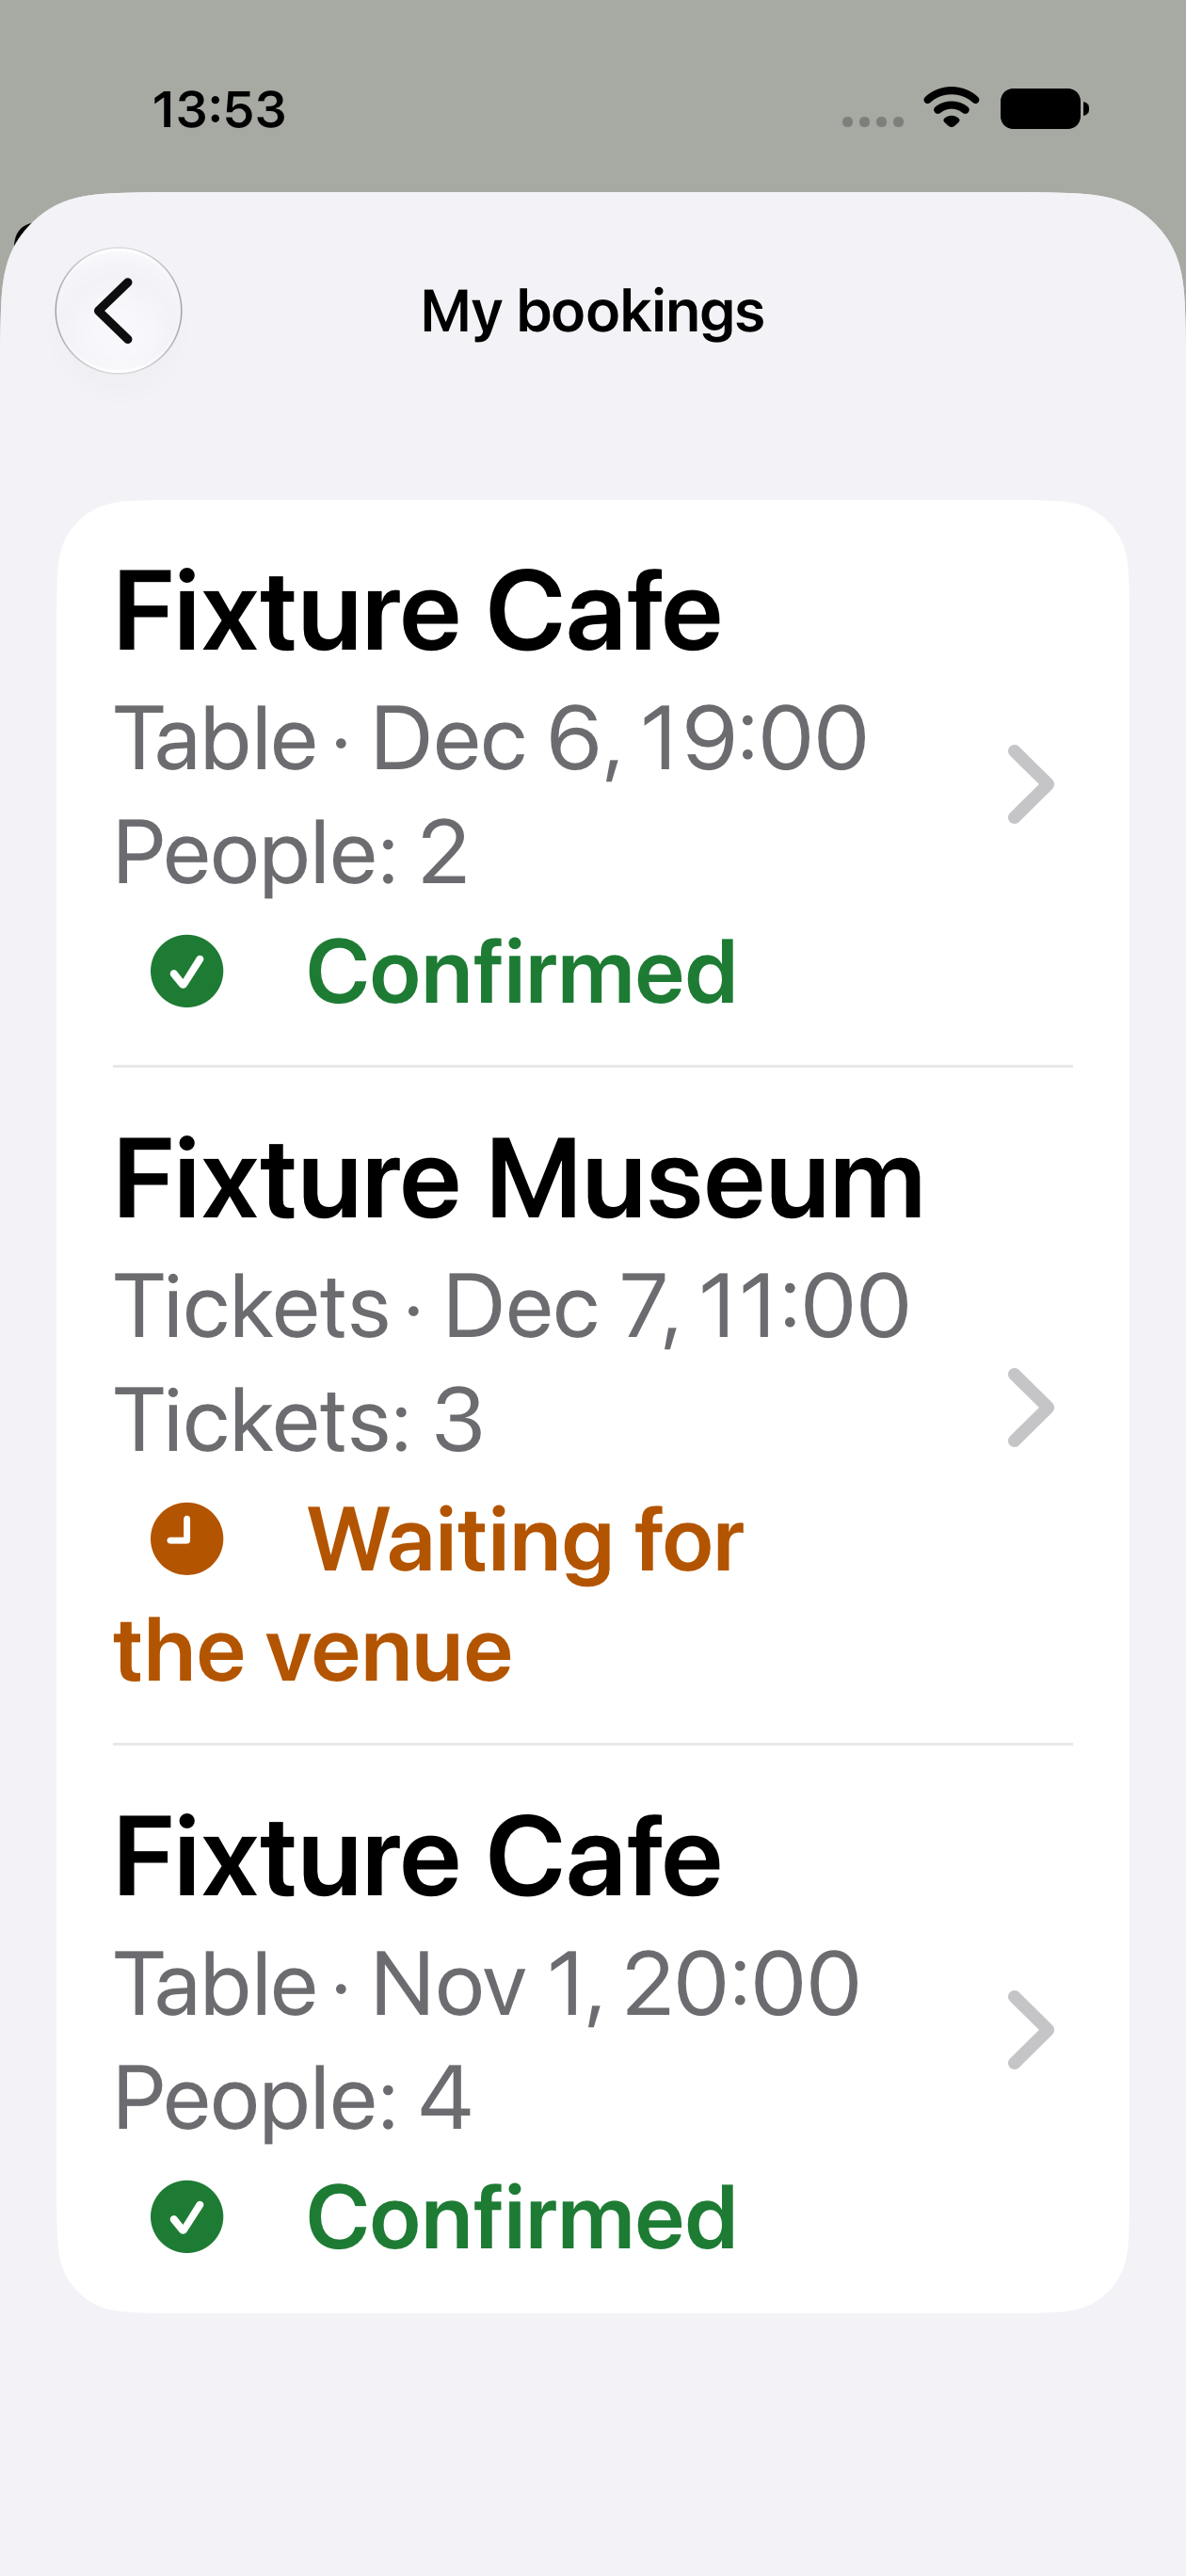 13:53
My bookings
Fixture Cafe
Table · Dec 6, 19:00
People: 2
Confirmed
Fixture Museum
Tickets · Dec 7, 11:00
Tickets: 3
Waiting for
the venue
Fixture Cafe
Table · Nov 1, 20:00
People: 4
Confirmed